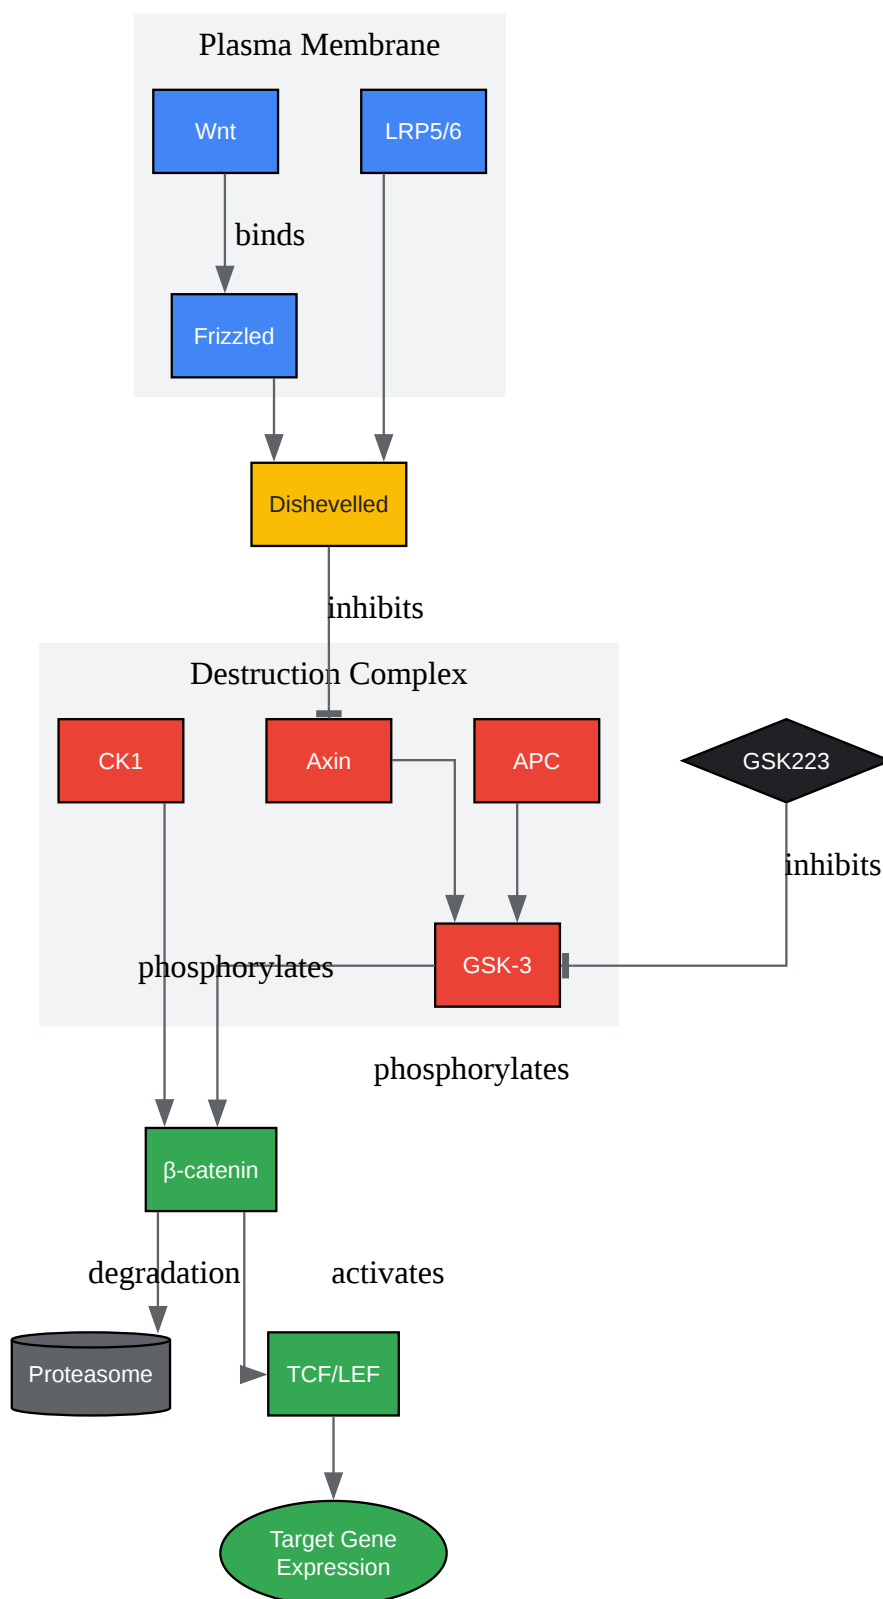 Plasma Membrane
Wnt
LRP5/6
binds
Frizzled
Dishevelled
inhibits
Destruction Complex
CK1
Axin
APC
GSK223
inhibits
phosphorylates
GSK-3
phosphorylates
β-catenin
degradation
activates
Proteasome
TCF/LEF
Target Gene
Expression